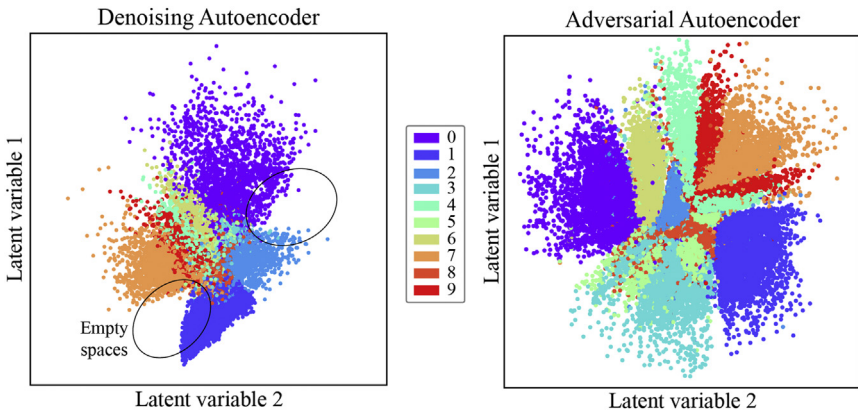 Denoising Autoencoder
Adversarial Autoencoder
Latent variable 1
Empty
spaces
Latent variable 2
0
1
2
3
4
5
6
7
8
9
Latent variable 1
Latent variable 2